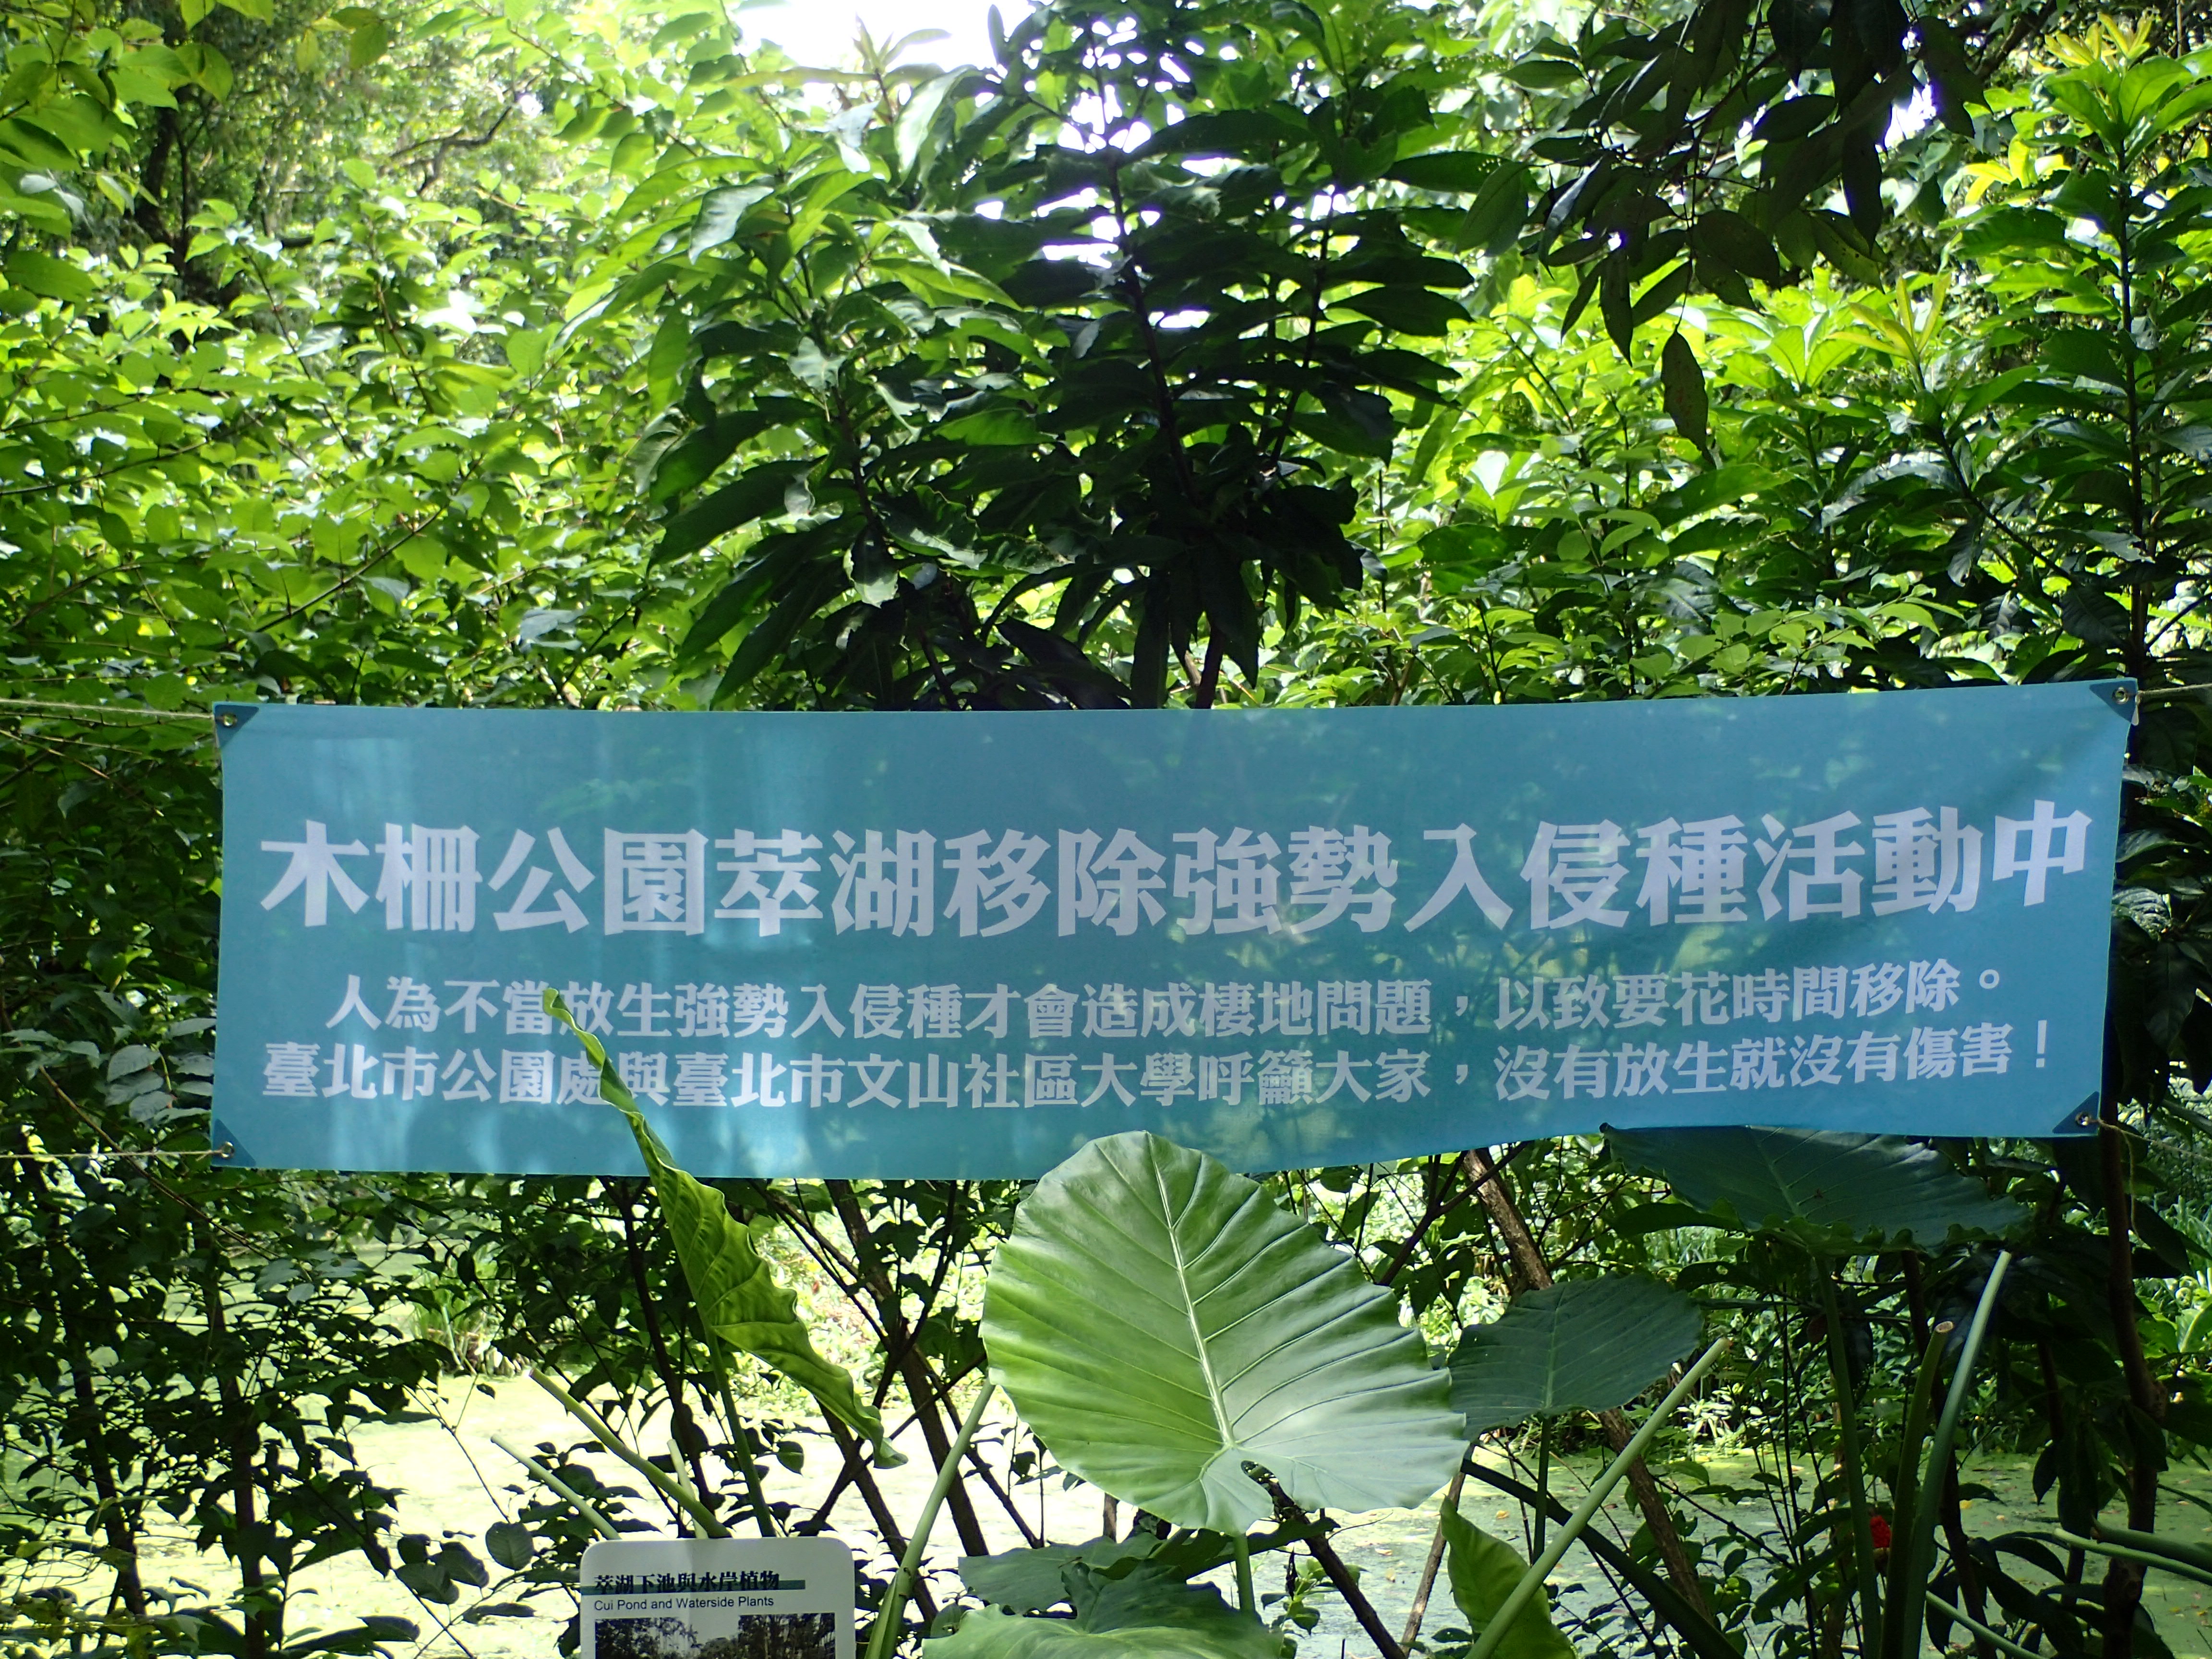 木柵公園萃湖移除強勢入侵種活動中
人為不當放生強勢入侵種才會造成棲地問題，以致要花時間移除。
臺北市公園處與臺北市文山社區大學呼籲大家，沒有放生就沒有傷害！
萃湖下池與水岸植物
Cui Pond and Waterside Plants